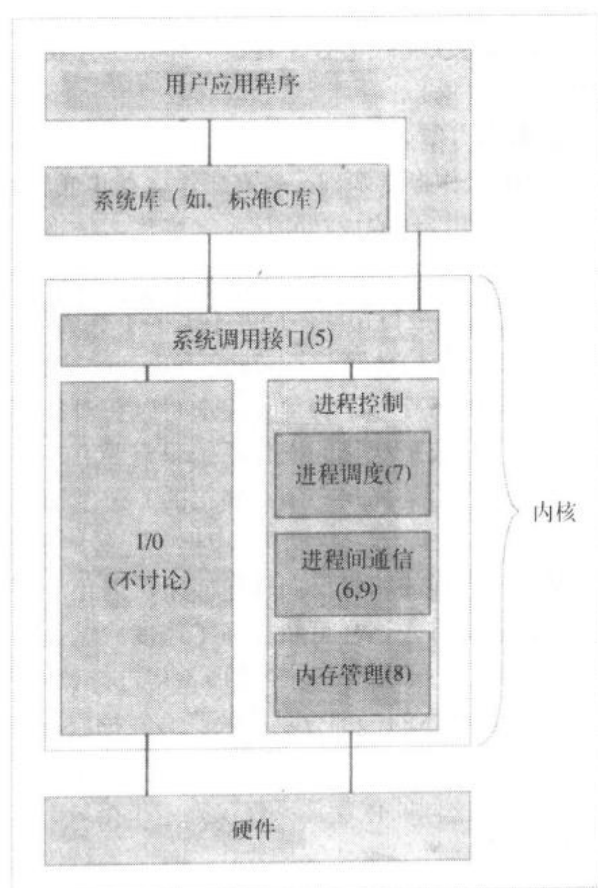 用户应用程序
系统库（如，标准C库）
系统调用接口(5)
进程控制
进程调度(7)
1/0
(不讨论)
进程间通信
(6,9)
内存管理(8)
内核
硬件